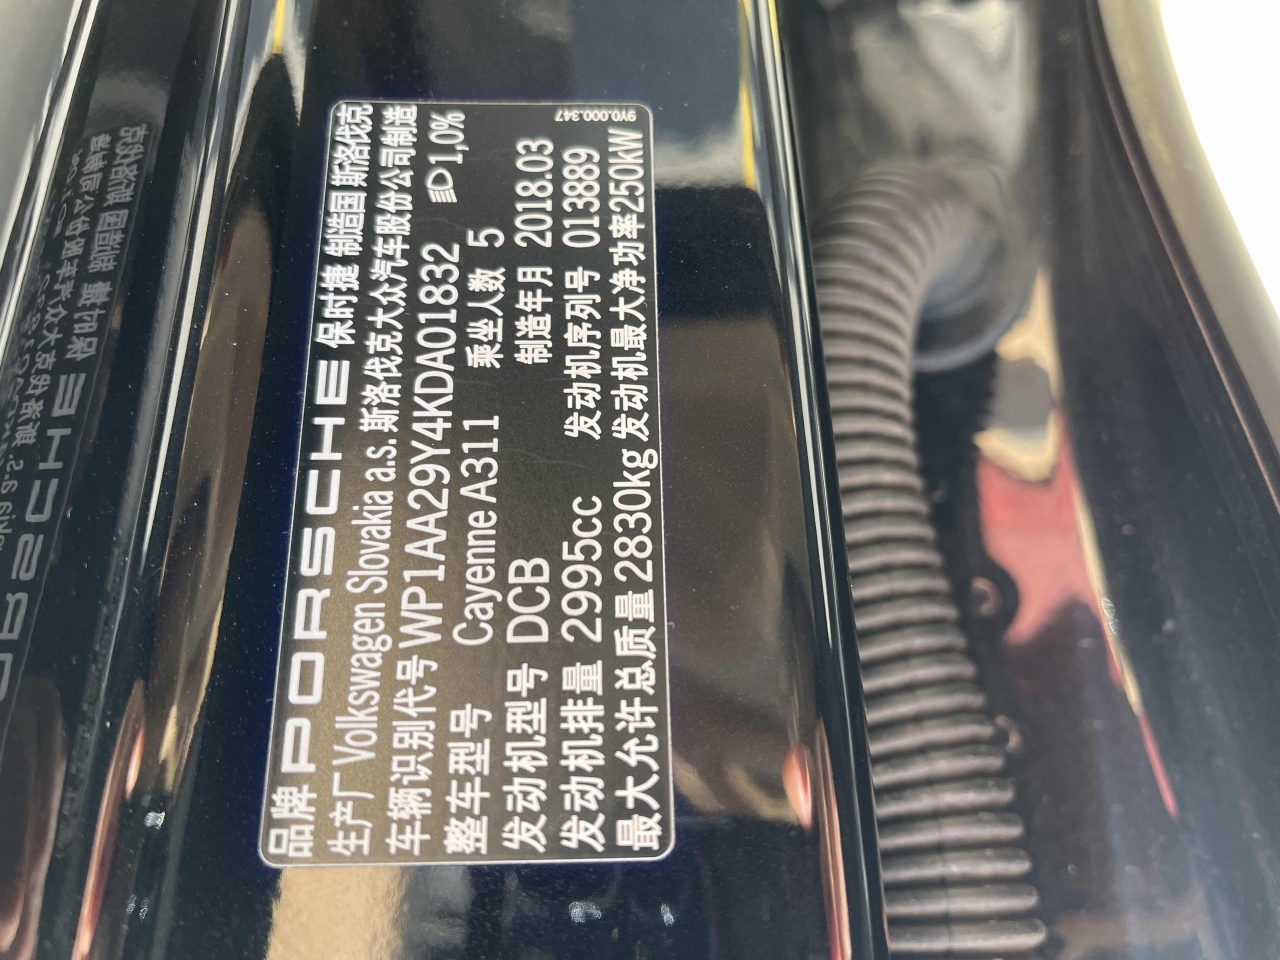 9Y0.000.347
品牌 PORSCHE 保时捷 制造国 斯洛伐克
生产厂 Volkswagen Slovakia a.s. 斯洛伐克大众汽车股份公司制造
车辆识别代号 WP1AA29Y4KDA01832 1,0%
整车型号 Cayenne A311 乘坐人数 5
发动机型号 DCB 制造年月 2018.03
发动机排量 2995cc 发动机序列号 013889
最大允许总质量 2830kg 发动机最大净功率250kW